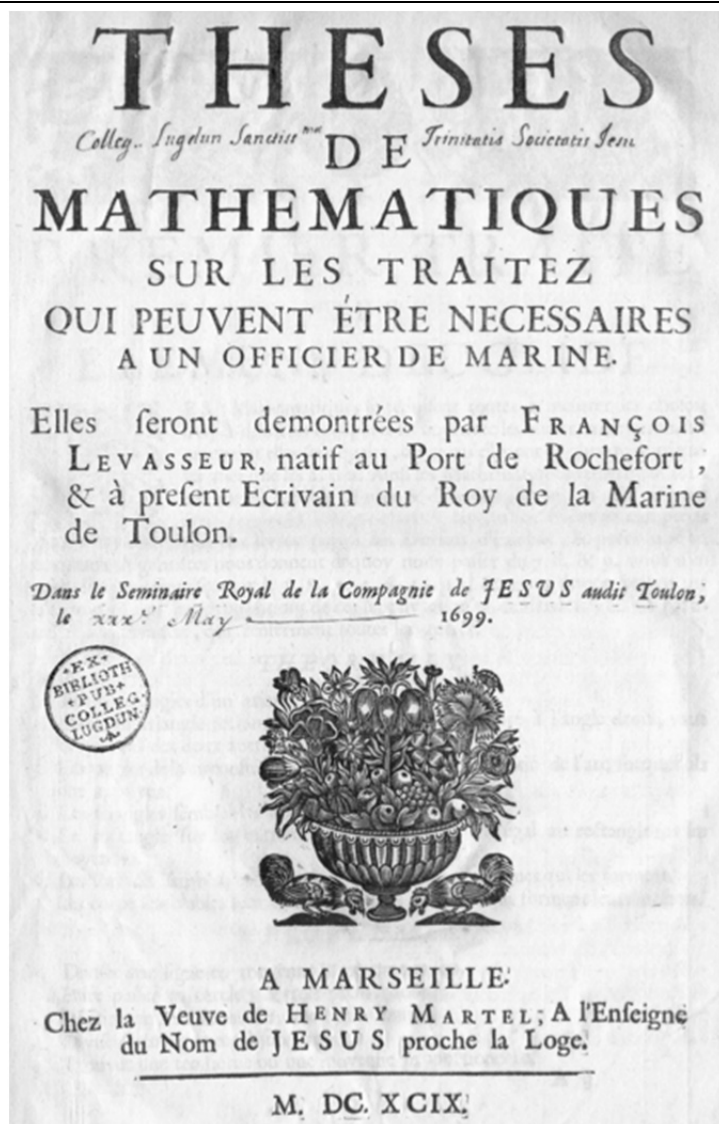 THESES
Colleg.. Lugdun Sanctiss mae Trinitatis Societatis Jesu
DE
MATHEMATIQUES
SUR LES TRAITEZ
QUI PEUVENT ÉTRE NECESSAIRES
A UN OFFICIER DE MARINE.
Elles ſeront demontrées par FRANÇOIS
LEVASSEUR, natif au Port de Rochefort,
& à preſent Ecrivain du Roy de la Marine
de Toulon.
Dans le Seminaire Royal de la Compagnie de JESUS audit Toulon,
le xxx. May 1699.
EX
BIBLIOTH
PUB
COLLEG.
LUGDUN.
A MARSEILLE.
Chez la Veuve de HENRY MARTEL; A l'Enſeigne
du Nom de JESUS proche la Loge.
M. DC. XCIX.